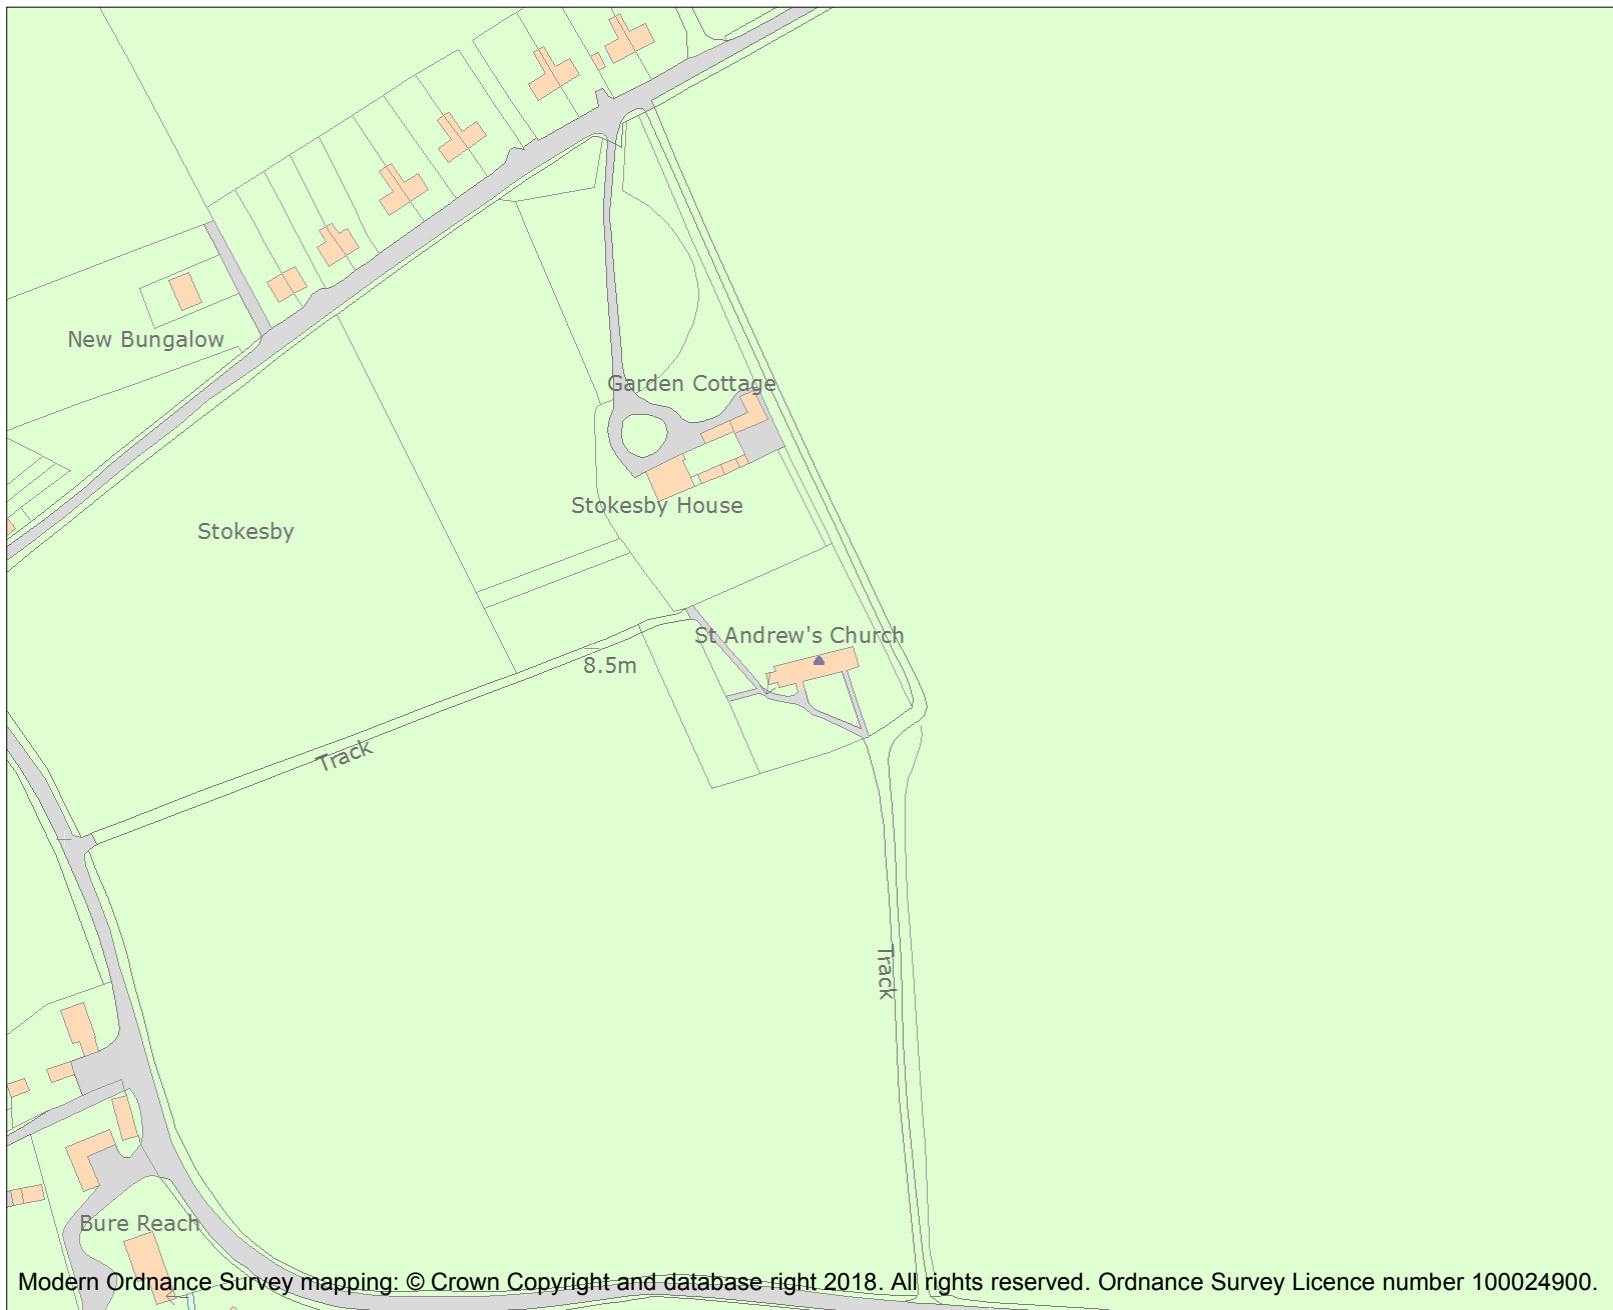 New Bungalow
Garden Cottage
Stokesby House
Stokesby
St Andrew's Church
8.5m
Track
Track
Bure Reach
Modern Ordnance Survey mapping: © Crown Copyright and database right 2018. All rights reserved. Ordnance Survey Licence number 100024900.